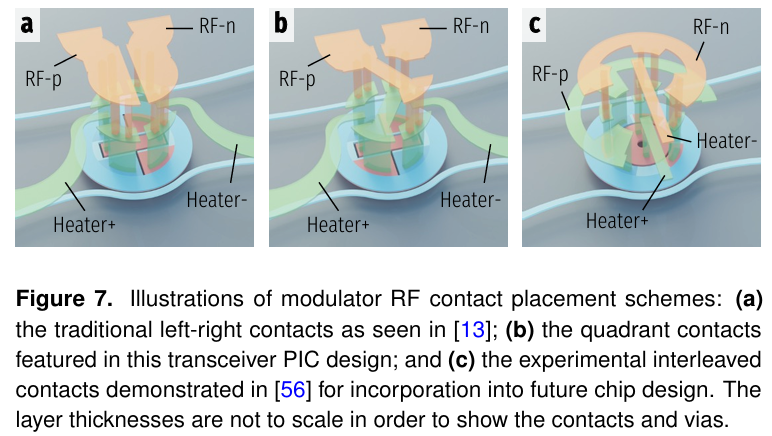 a
RF-n
RF-p
Heater-
Heater+
b
RF-n
RF-p
Heater-
Heater+
c
RF-n
RF-p
Heater-
Heater+
Figure 7. Illustrations of modulator RF contact placement schemes: (a)
the traditional left-right contacts as seen in [13]; (b) the quadrant contacts
featured in this transceiver PIC design; and (c) the experimental interleaved
contacts demonstrated in [56] for incorporation into future chip design. The
layer thicknesses are not to scale in order to show the contacts and vias.